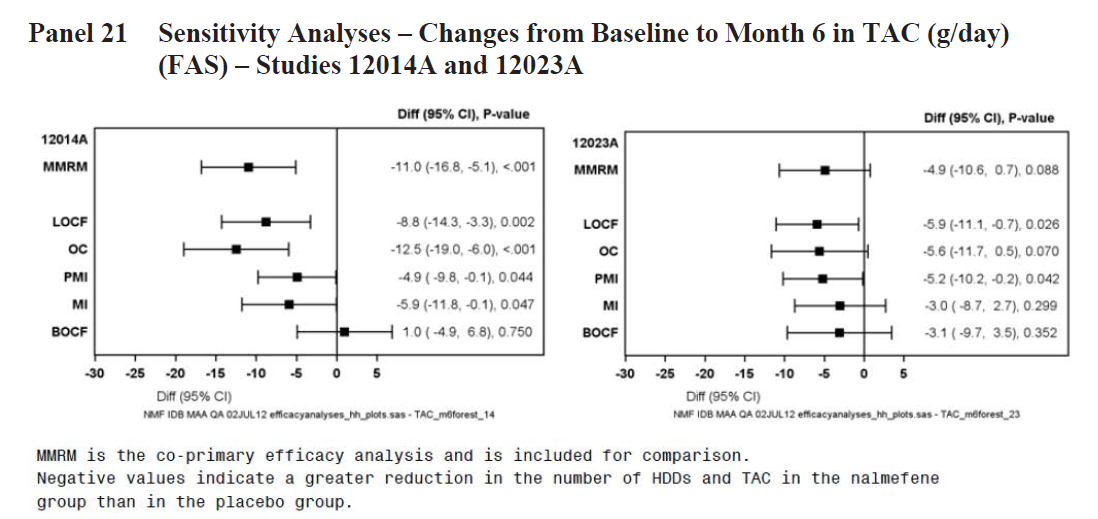 Panel 21 Sensitivity Analyses – Changes from Baseline to Month 6 in TAC (g/day)
(FAS) – Studies 12014A and 12023A
Diff (95% CI), P-value
12014A
MMRM -11.0 (-16.8, -5.1), <.001
LOCF -8.8 (-14.3, -3.3), 0.002
OC -12.5 (-19.0, -6.0), <.001
PMI -4.9 ( -9.8, -0.1), 0.044
MI -5.9 (-11.8, -0.1), 0.047
BOCF 1.0 ( -4.9, 6.8), 0.750
-30 -25 -20 -15 -10 -5 0 5
Diff (95% CI)
NMF IDB MAA QA 02JUL12 efficacyanalyses_hh_plots.sas - TAC_m6forest_14
Diff (95% CI), P-value
12023A
MMRM -4.9 (-10.6, 0.7), 0.088
LOCF -5.9 (-11.1, -0.7), 0.026
OC -5.6 (-11.7, 0.5), 0.070
PMI -5.2 (-10.2, -0.2), 0.042
MI -3.0 ( -8.7, 2.7), 0.299
BOCF -3.1 ( -9.7, 3.5), 0.352
-30 -25 -20 -15 -10 -5 0 5
Diff (95% CI)
NMF IDB MAA QA 02JUL12 efficacyanalyses_hh_plots.sas - TAC_m6forest_23
MMRM is the co-primary efficacy analysis and is included for comparison.
Negative values indicate a greater reduction in the number of HDDs and TAC in the nalmefene
group than in the placebo group.